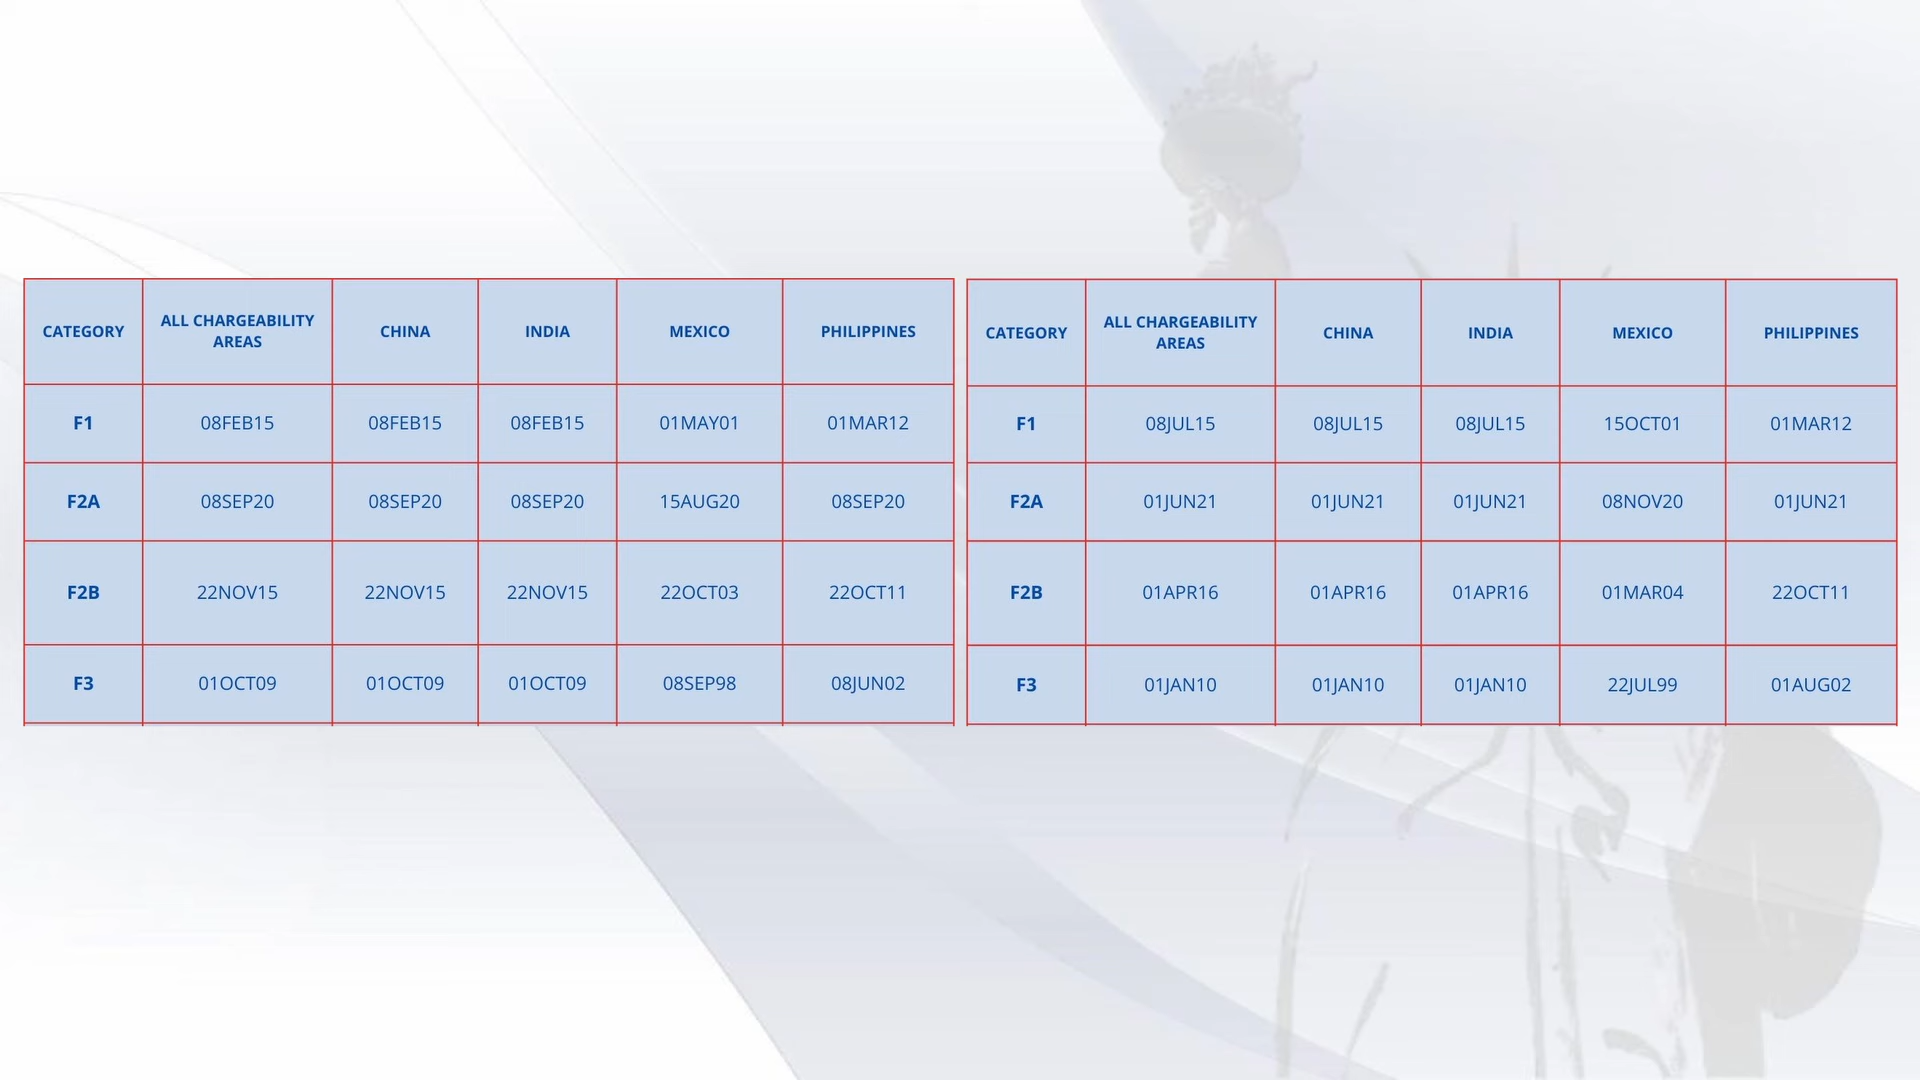 CATEGORY ALL CHARGEABILITY AREAS CHINA INDIA MEXICO PHILIPPINES
F1 08FEB15 08FEB15 08FEB15 01MAY01 01MAR12
F2A 08SEP20 08SEP20 08SEP20 15AUG20 08SEP20
F2B 22NOV15 22NOV15 22NOV15 22OCT03 22OCT11
F3 01OCT09 01OCT09 01OCT09 08SEP98 08JUN02
CATEGORY ALL CHARGEABILITY AREAS CHINA INDIA MEXICO PHILIPPINES
F1 08JUL15 08JUL15 08JUL15 15OCT01 01MAR12
F2A 01JUN21 01JUN21 01JUN21 08NOV20 01JUN21
F2B 01APR16 01APR16 01APR16 01MAR04 22OCT11
F3 01JAN10 01JAN10 01JAN10 22JUL99 01AUG02